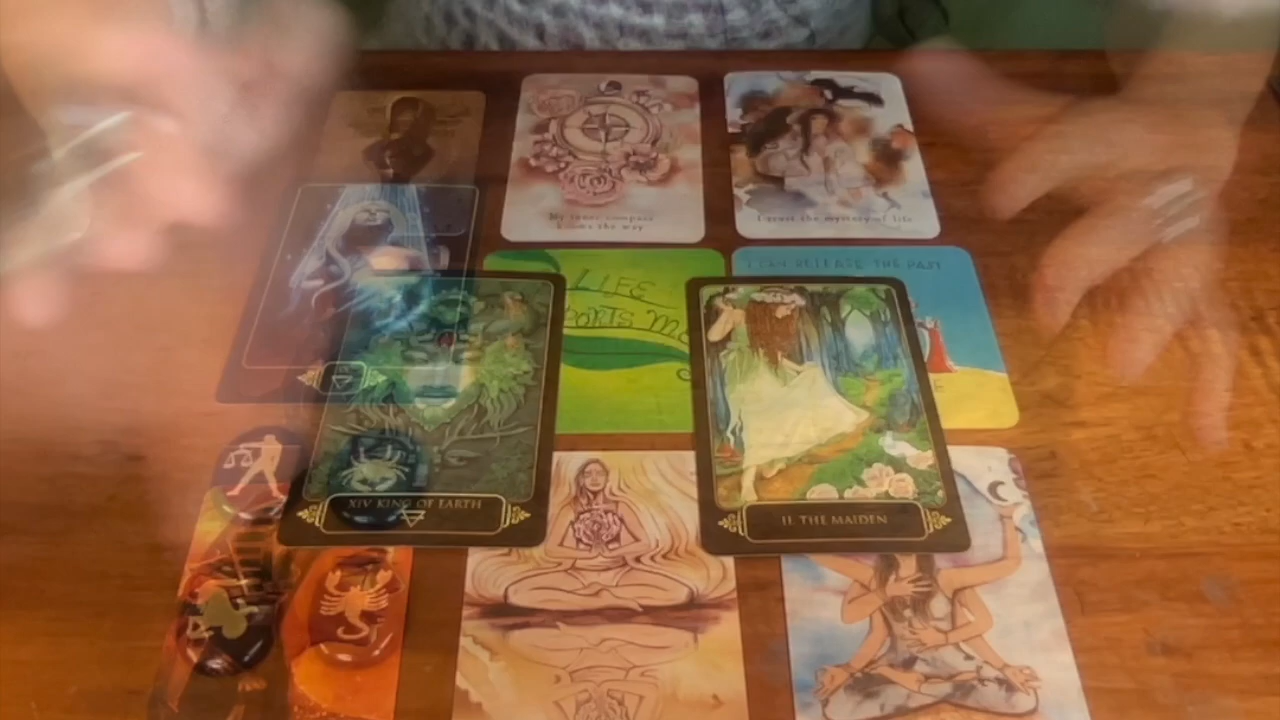 My inner compass
knows the way
I trust the mystery of life
I CAN RELEASE THE PAST
LIFE
XIV KING OF EARTH
II. THE MAIDEN